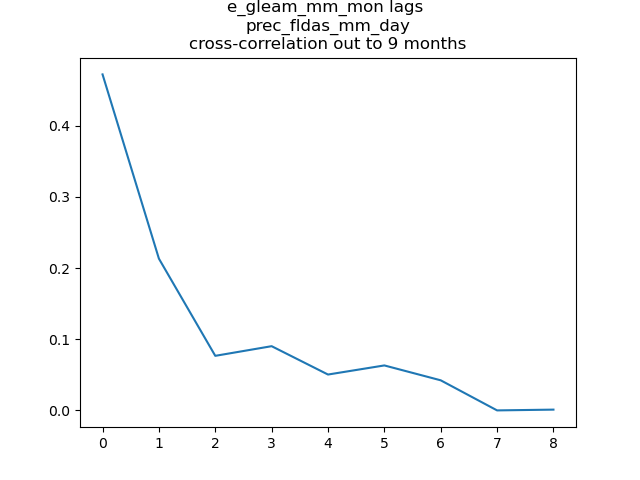 e_gleam_mm_mon lags
prec_fldas_mm_day
cross-correlation out to 9 months
0.4
0.3
0.2
0.1
0.0
0 1 2 3 4 5 6 7 8